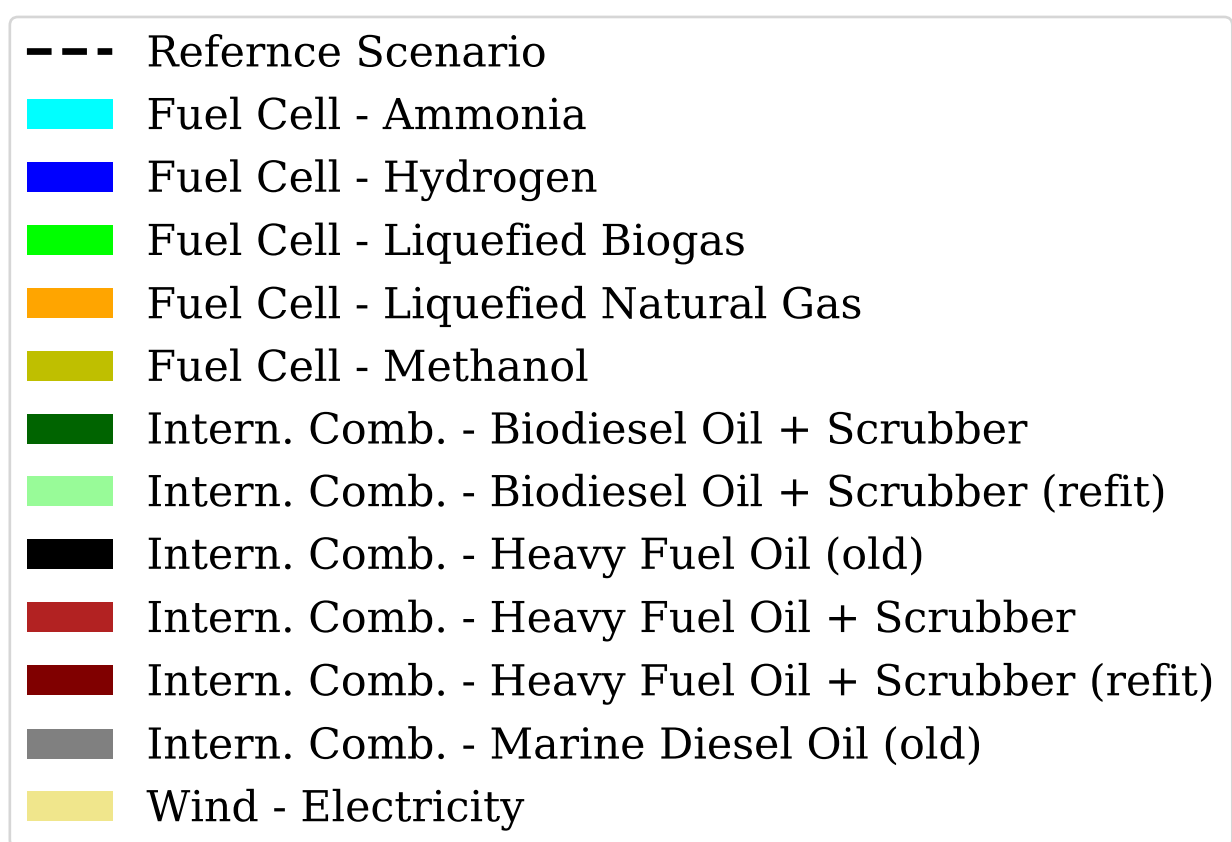 Refernce Scenario
Fuel Cell - Ammonia
Fuel Cell - Hydrogen
Fuel Cell - Liquefied Biogas
Fuel Cell - Liquefied Natural Gas
Fuel Cell - Methanol
Intern. Comb. - Biodiesel Oil + Scrubber
Intern. Comb. - Biodiesel Oil + Scrubber (refit)
Intern. Comb. - Heavy Fuel Oil (old)
Intern. Comb. - Heavy Fuel Oil + Scrubber
Intern. Comb. - Heavy Fuel Oil + Scrubber (refit)
Intern. Comb. - Marine Diesel Oil (old)
Wind - Electricity